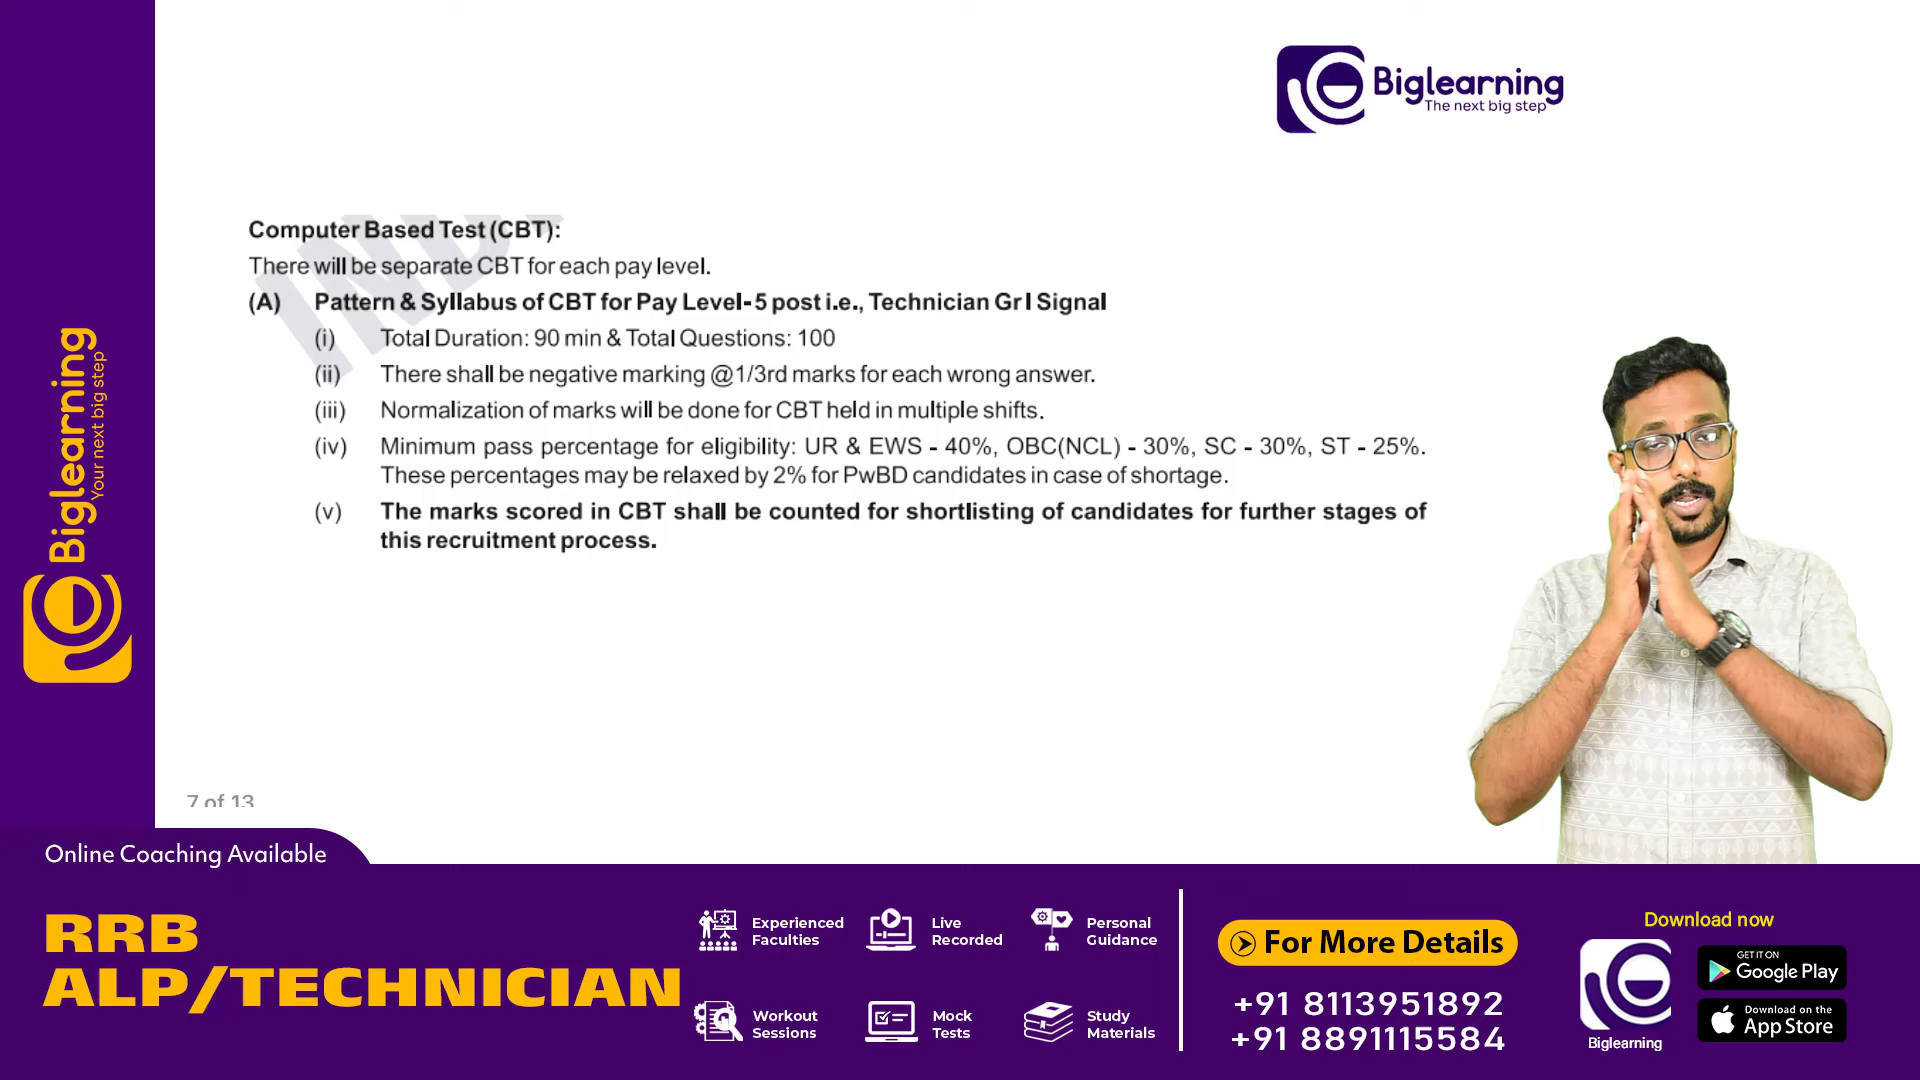 Biglearning
The next big step
Computer Based Test (CBT):
There will be separate CBT for each pay level.
(A) Pattern & Syllabus of CBT for Pay Level- 5 post i.e., Technician Gr I Signal
(i) Total Duration: 90 min & Total Questions: 100
(ii) There shall be negative marking @1/3rd marks for each wrong answer.
(iii) Normalization of marks will be done for CBT held in multiple shifts.
(iv) Minimum pass percentage for eligibility: UR & EWS - 40%, OBC(NCL) - 30%, SC - 30%, ST - 25%.
These percentages may be relaxed by 2% for PwBD candidates in case of shortage.
(v) The marks scored in CBT shall be counted for shortlisting of candidates for further stages of
this recruitment process.
Biglearning
Your next big step
7 of 13
Online Coaching Available
RRB
ALP/TECHNICIAN
Experienced
Faculties
Live
Recorded
Personal
Guidance
Workout
Sessions
Mock
Tests
Study
Materials
For More Details
+91 8113951892
+91 8891115584
Download now
Biglearning
GET IT ON
Google Play
Download on the
App Store